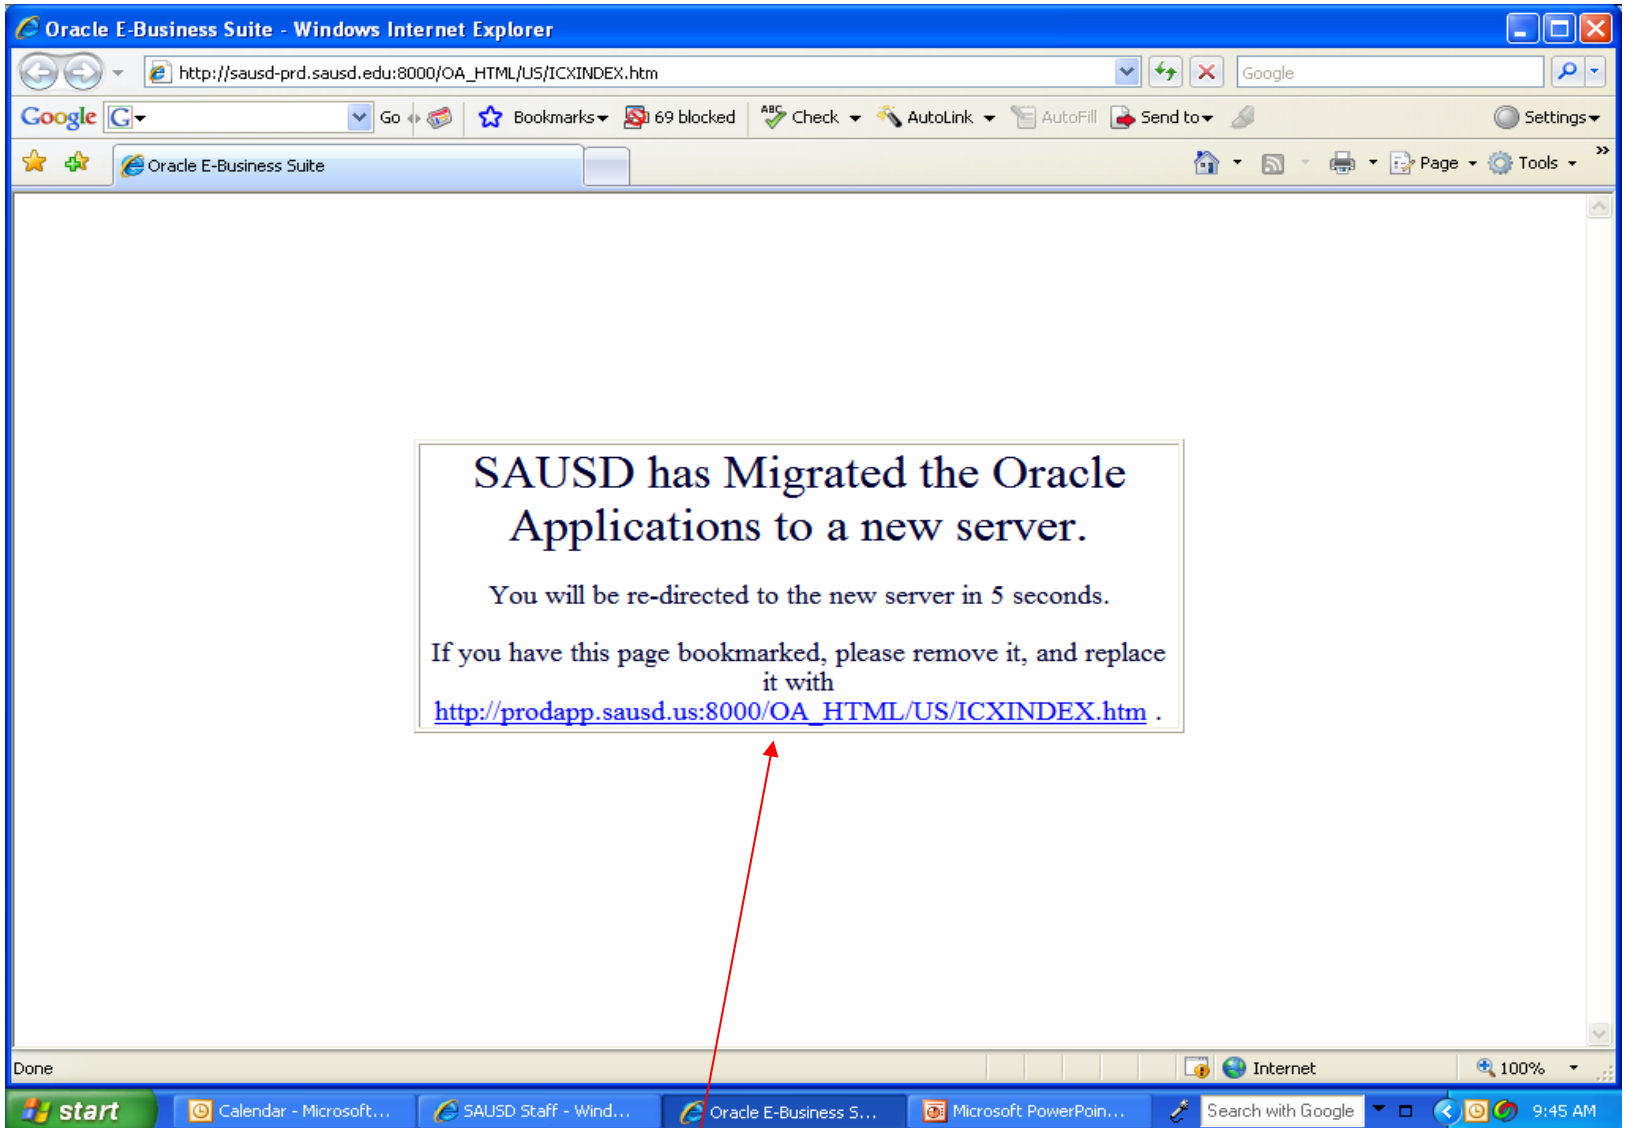 Oracle E-Business Suite - Windows Internet Explorer
http://sausd-prd.sausd.edu:8000/OA_HTML/US/ICXINDEX.htm
Google
Google G Go Bookmarks 69 blocked ABC Check AutoLink AutoFill Send to Settings
Oracle E-Business Suite Page Tools »
SAUSD has Migrated the Oracle
Applications to a new server.
You will be re-directed to the new server in 5 seconds.
If you have this page bookmarked, please remove it, and replace
it with
http://prodapp.sausd.us:8000/OA_HTML/US/ICXINDEX.htm .
Done Internet 100%
start Calendar - Microsoft... SAUSD Staff - Wind... Oracle E-Business S... Microsoft PowerPoin... Search with Google 9:45 AM